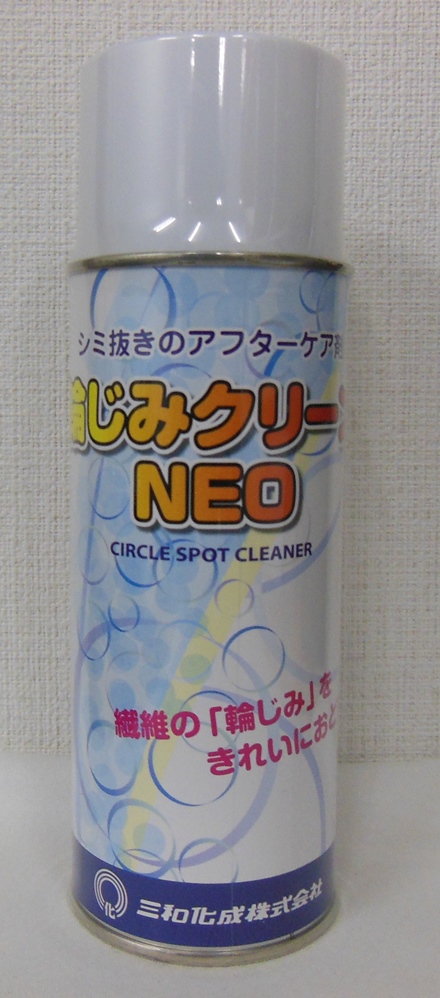 シミ抜きのアフターケア剤
輪じみクリーン
NEO
CIRCLE SPOT CLEANER
繊維の「輪じみ」を
きれいにおと
化 三和化成株式会社